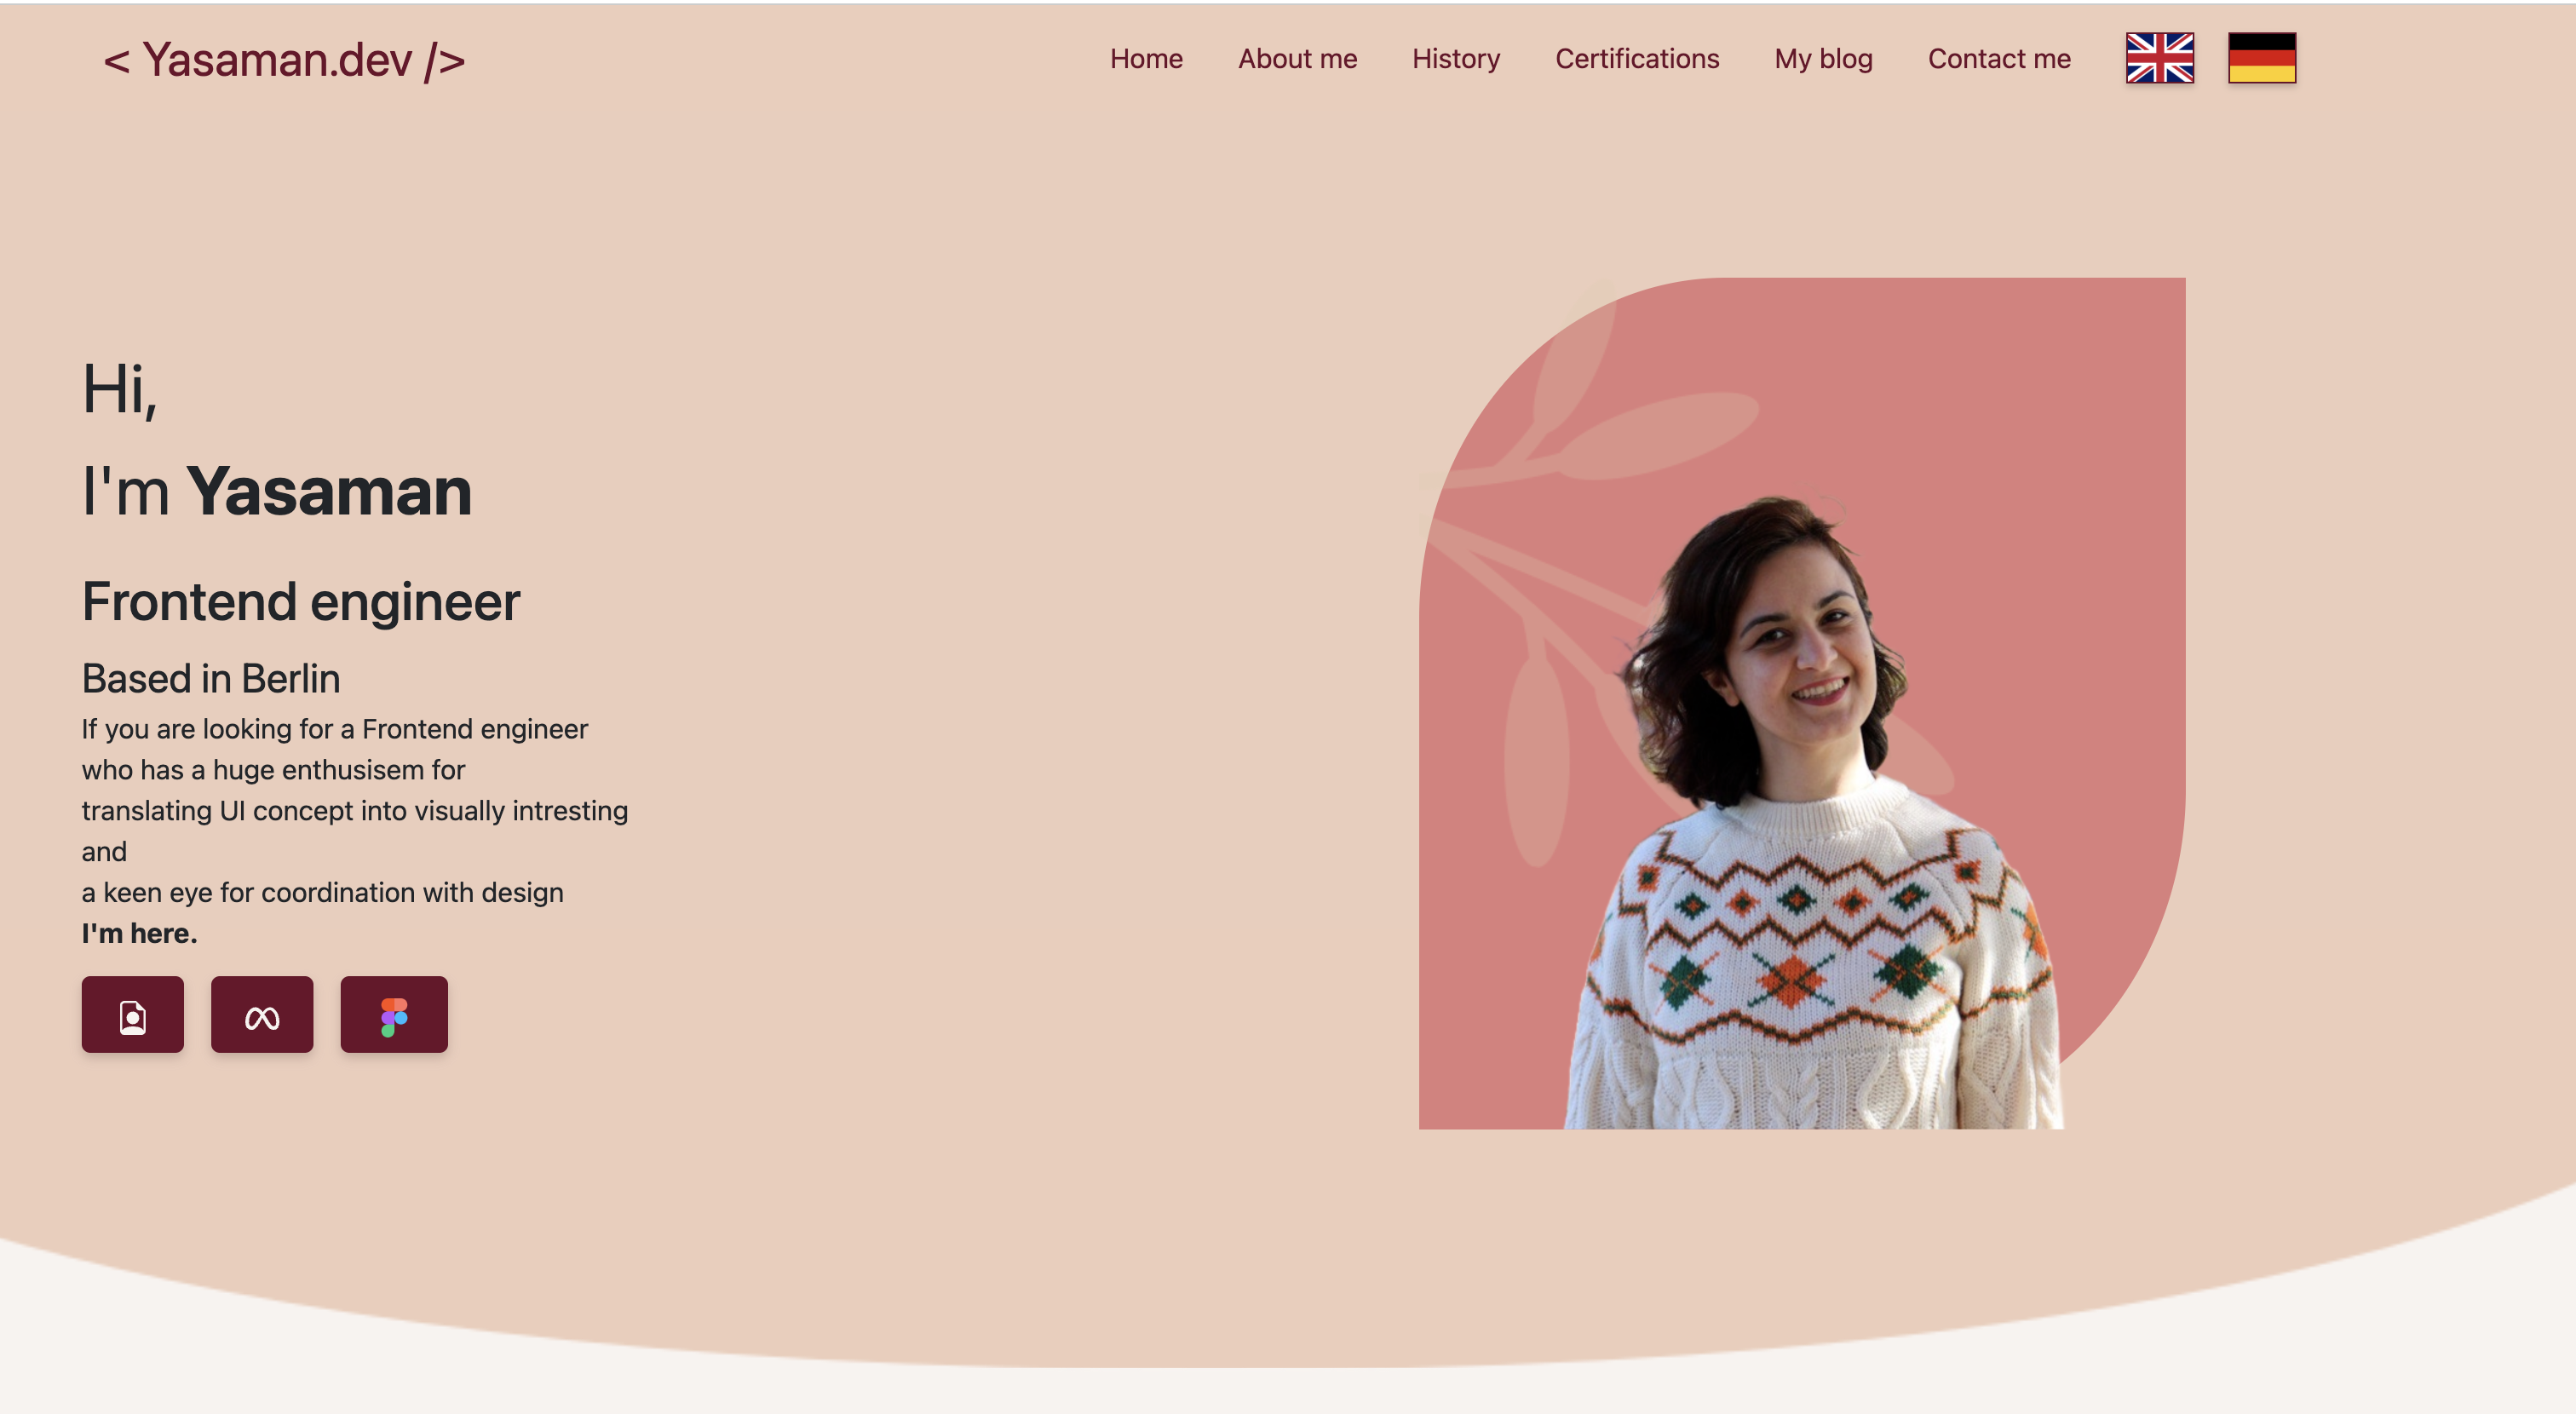 < Yasaman.dev />
Home
About me
History
Certifications
My blog
Contact me
Hi,
I'm Yasaman
Frontend engineer
Based in Berlin
If you are looking for a Frontend engineer
who has a huge enthusisem for
translating UI concept into visually intresting
and
a keen eye for coordination with design
I'm here.